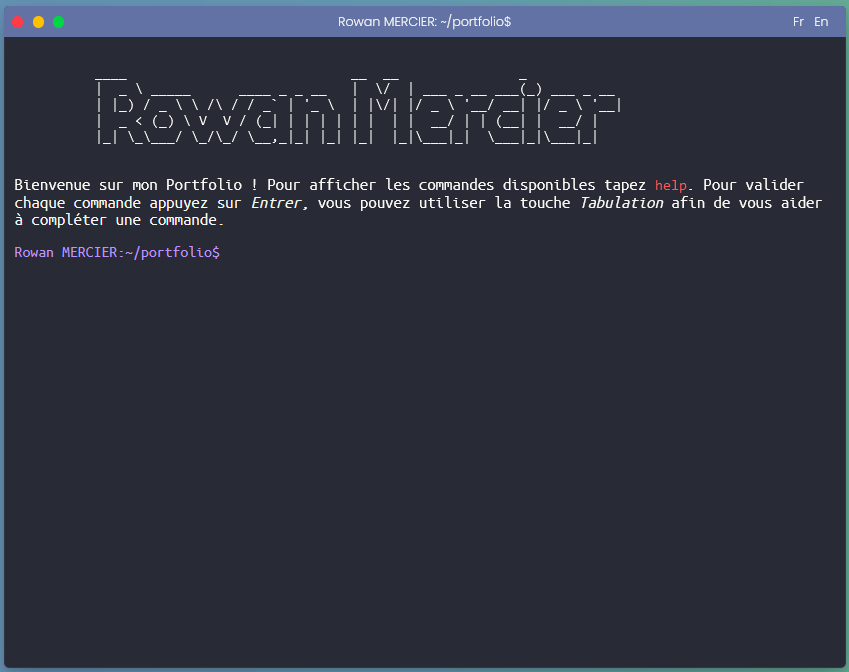 Rowan MERCIER: ~/portfolio$ Fr En
Rowan Mercier
Bienvenue sur mon Portfolio ! Pour afficher les commandes disponibles tapez help. Pour valider
chaque commande appuyez sur Entrer, vous pouvez utiliser la touche Tabulation afin de vous aider
à compléter une commande.
Rowan MERCIER:~/portfolio$